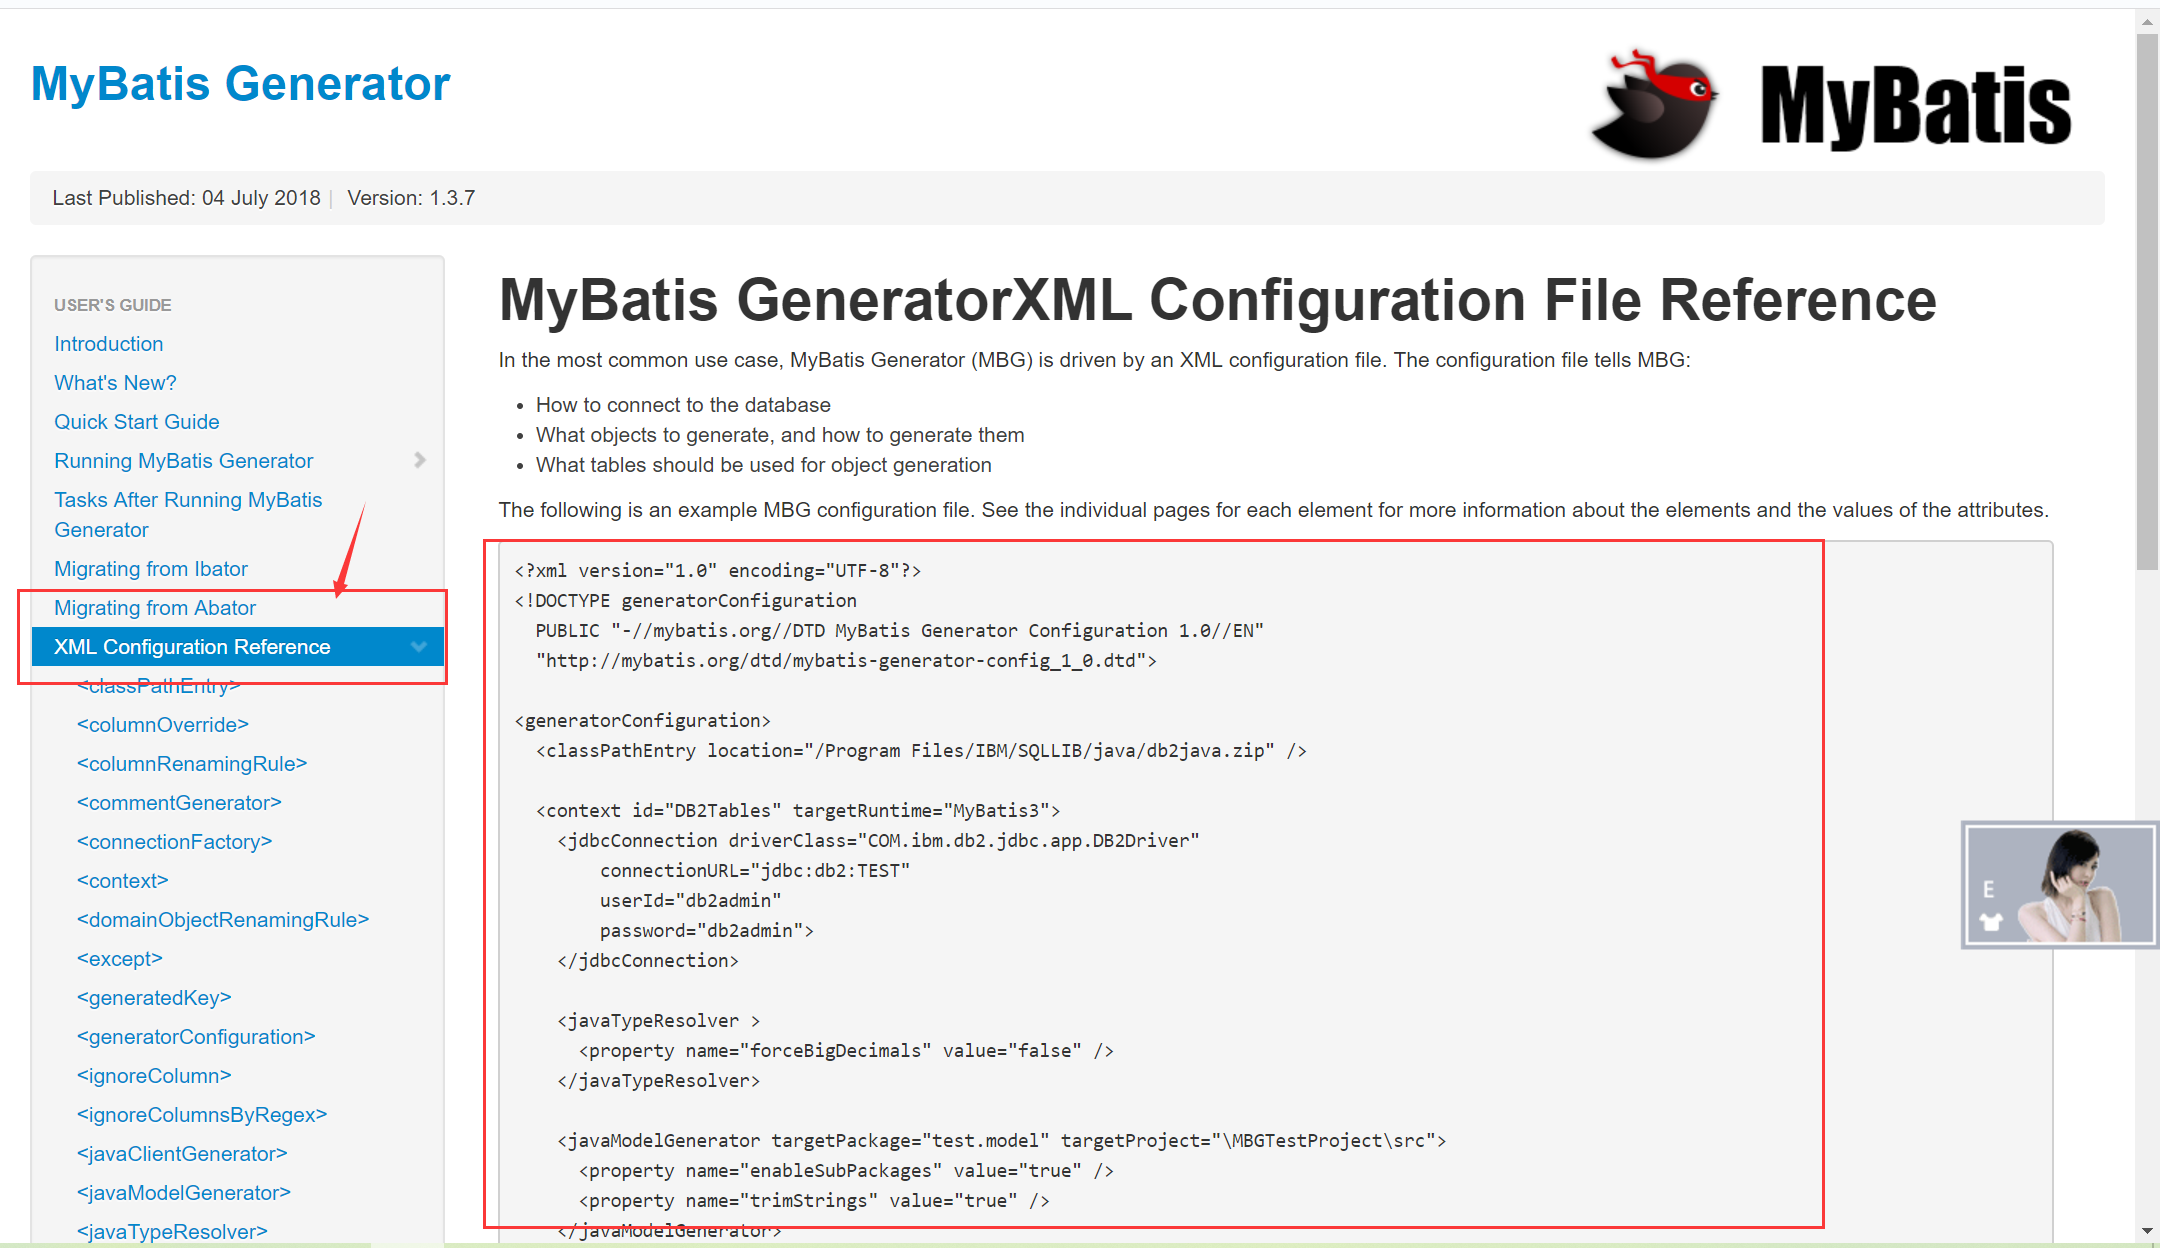 MyBatis Generator
MyBatis
Last Published: 04 July 2018 | Version: 1.3.7
USER'S GUIDE
Introduction
What's New?
Quick Start Guide
Running MyBatis Generator
Tasks After Running MyBatis
Generator
Migrating from Ibator
Migrating from Abator
XML Configuration Reference
<classPathEntry>
<columnOverride>
<columnRenamingRule>
<commentGenerator>
<connectionFactory>
<context>
<domainObjectRenamingRule>
<except>
<generatedKey>
<generatorConfiguration>
<ignoreColumn>
<ignoreColumnsByRegex>
<javaClientGenerator>
<javaModelGenerator>
<javaTypeResolver>
MyBatis GeneratorXML Configuration File Reference
In the most common use case, MyBatis Generator (MBG) is driven by an XML configuration file. The configuration file tells MBG:
• How to connect to the database
• What objects to generate, and how to generate them
• What tables should be used for object generation
The following is an example MBG configuration file. See the individual pages for each element for more information about the elements and the values of the attributes.
<?xml version="1.0" encoding="UTF-8"?>
<!DOCTYPE generatorConfiguration
  PUBLIC "-//mybatis.org//DTD MyBatis Generator Configuration 1.0//EN"
  "http://mybatis.org/dtd/mybatis-generator-config_1_0.dtd">
<generatorConfiguration>
  <classPathEntry location="/Program Files/IBM/SQLLIB/java/db2java.zip" />
  <context id="DB2Tables" targetRuntime="MyBatis3">
    <jdbcConnection driverClass="COM.ibm.db2.jdbc.app.DB2Driver"
        connectionURL="jdbc:db2:TEST"
        userId="db2admin"
        password="db2admin">
    </jdbcConnection>
    <javaTypeResolver >
      <property name="forceBigDecimals" value="false" />
    </javaTypeResolver>
    <javaModelGenerator targetPackage="test.model" targetProject="\MBGTestProject\src">
      <property name="enableSubPackages" value="true" />
      <property name="trimStrings" value="true" />
    </javaModelGenerator>
E